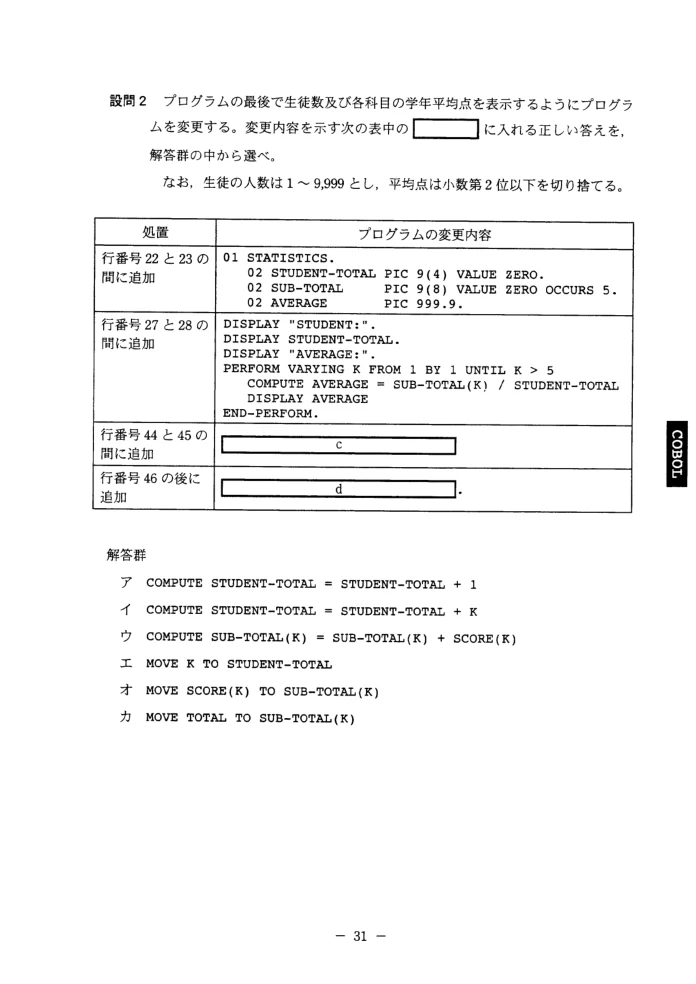 設問2 プログラムの最後で生徒数及び各科目の学年平均点を表示するようにプログラ
ムを変更する。変更内容を示す次の表中の に入れる正しい答えを,
解答群の中から選べ。
なお,生徒の人数は1～9,999とし,平均点は小数第2位以下を切り捨てる。
処置 プログラムの変更内容
行番号22と23の
間に追加
01 STATISTICS.
02 STUDENT-TOTAL PIC 9(4) VALUE ZERO.
02 SUB-TOTAL PIC 9(8) VALUE ZERO OCCURS 5.
02 AVERAGE PIC 999.9.
行番号27と28の
間に追加
DISPLAY "STUDENT:".
DISPLAY STUDENT-TOTAL.
DISPLAY "AVERAGE:".
PERFORM VARYING K FROM 1 BY 1 UNTIL K > 5
COMPUTE AVERAGE = SUB-TOTAL(K) / STUDENT-TOTAL
DISPLAY AVERAGE
END-PERFORM.
行番号44と45の
間に追加
c
行番号46の後に
追加
d .
COBOL
解答群
ア COMPUTE STUDENT-TOTAL = STUDENT-TOTAL + 1
イ COMPUTE STUDENT-TOTAL = STUDENT-TOTAL + K
ウ COMPUTE SUB-TOTAL(K) = SUB-TOTAL(K) + SCORE(K)
エ MOVE K TO STUDENT-TOTAL
オ MOVE SCORE(K) TO SUB-TOTAL(K)
カ MOVE TOTAL TO SUB-TOTAL(K)
— 31 —